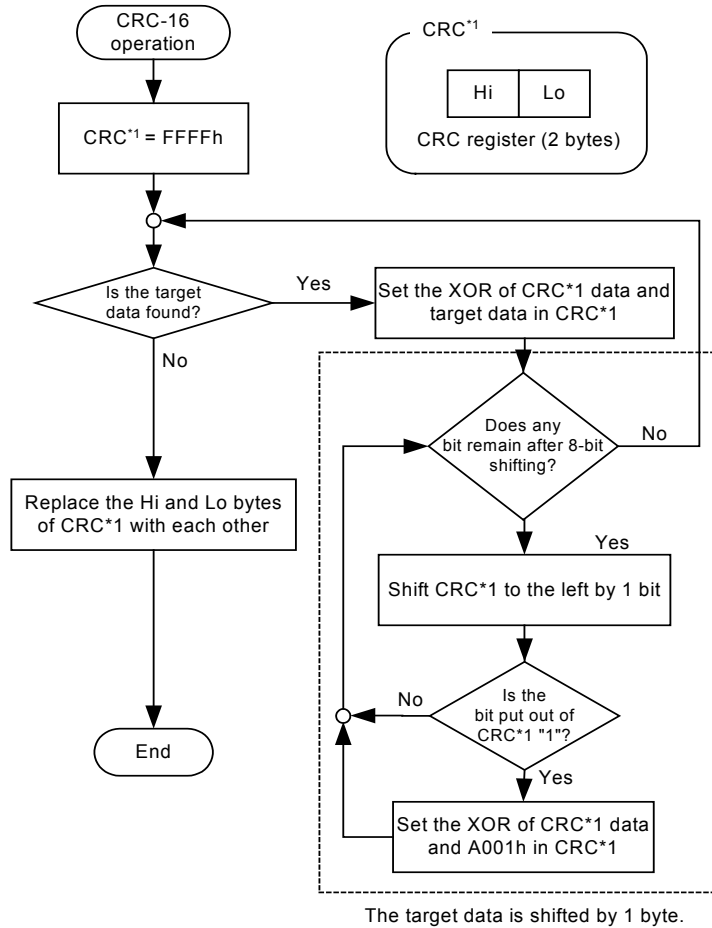 CRC-16
operation
CRC*1
Hi
Lo
CRC register (2 bytes)
CRC*1 = FFFFh
Is the target
data found?
Yes
No
Set the XOR of CRC*1 data and
target data in CRC*1
Does any
bit remain after 8-bit
shifting?
No
Yes
Replace the Hi and Lo bytes
of CRC*1 with each other
Shift CRC*1 to the left by 1 bit
Is the
bit put out of
CRC*1 "1"?
No
Yes
End
Set the XOR of CRC*1 data
and A001h in CRC*1
The target data is shifted by 1 byte.